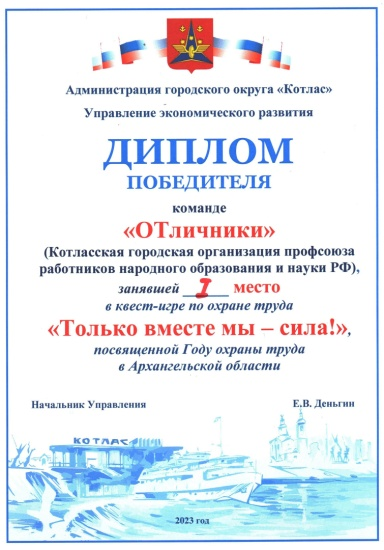 Администрация городского округа «Котлас»
Управление экономического развития
ДИПЛОМ
ПОБЕДИТЕЛЯ
команде
«ОТличники»
(Котласская городская организация профсоюза
работников народного образования и науки РФ),
занявшей I место
в квест-игре по охране труда
«Только вместе мы – сила!»,
посвященной Году охраны труда
в Архангельской области
Начальник Управления Е.В. Деньгин
КОТЛАС
2023 год